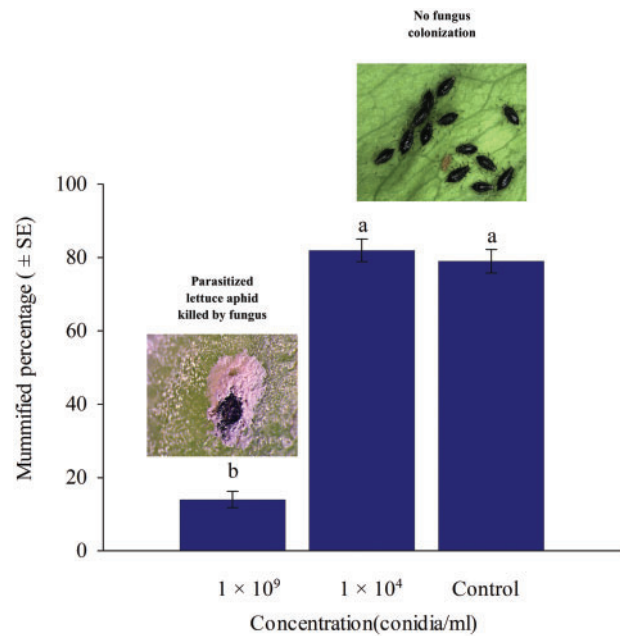 No fungus
colonization
100
80
60
40
20
0
Mummified percentage ( ± SE)
Parasitized
lettuce aphid
killed by fungus
b
a
a
1 × 10⁹
1 × 10⁴
Control
Concentration(conidia/ml)